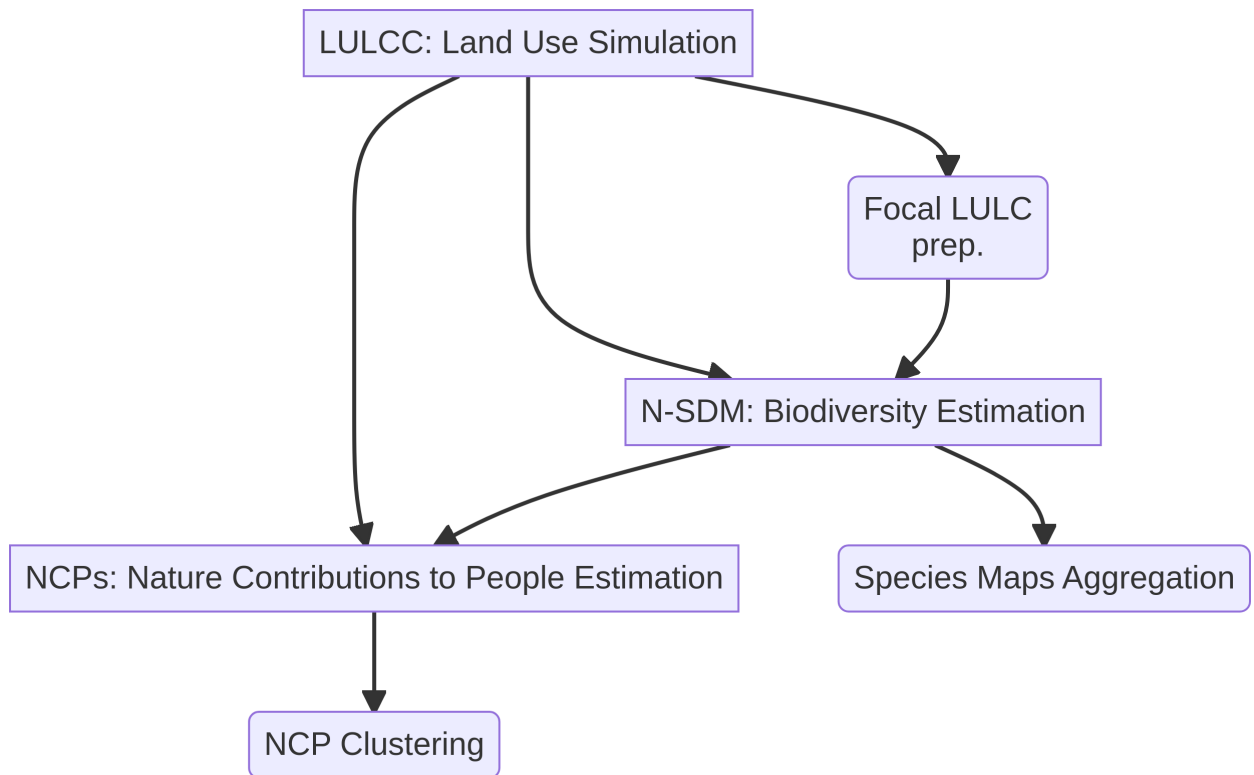 LULCC: Land Use Simulation
Focal LULC
prep.
N-SDM: Biodiversity Estimation
NCPs: Nature Contributions to People Estimation
Species Maps Aggregation
NCP Clustering